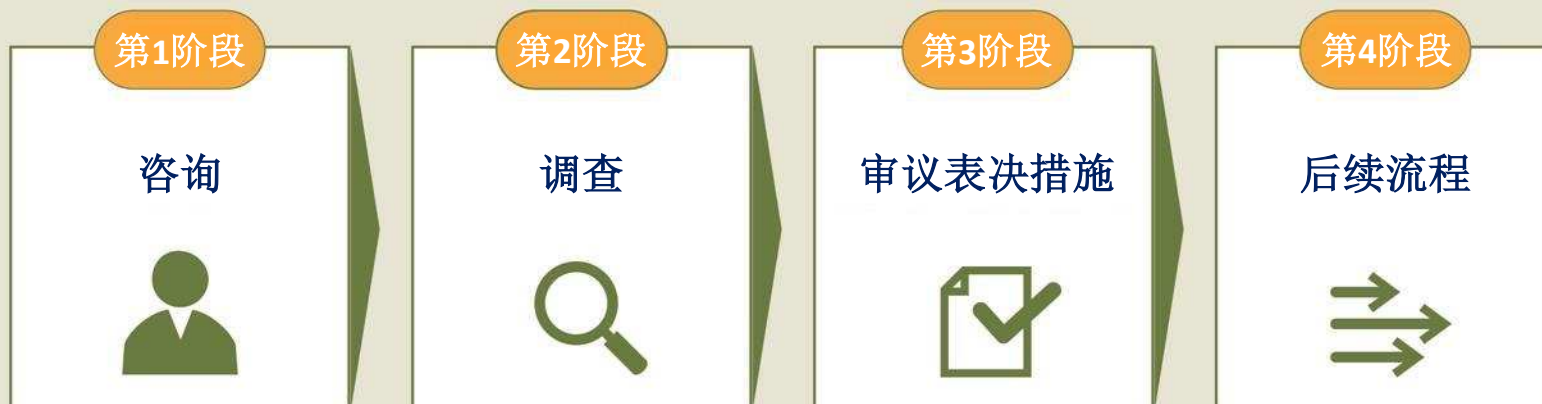 第1阶段
第2阶段
第3阶段
第4阶段
咨询
调查
审议表决措施
后续流程